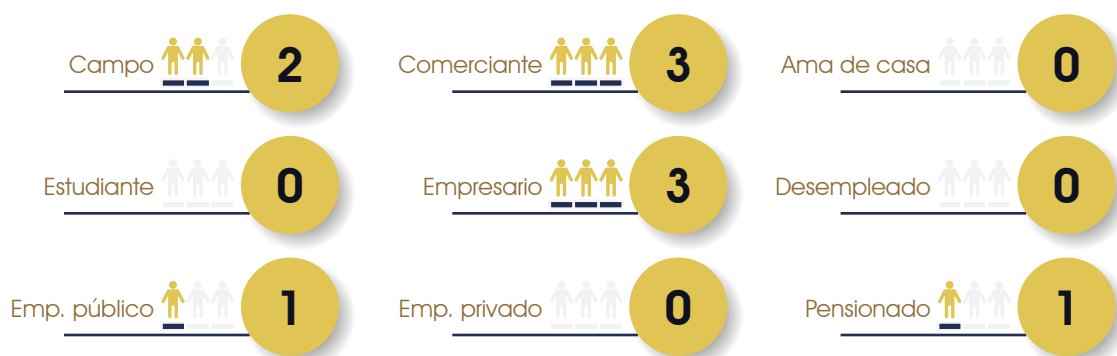 Campo 2
Comerciante 3
Ama de casa 0
Estudiante 0
Empresario 3
Desempleado 0
Emp. público 1
Emp. privado 0
Pensionado 1